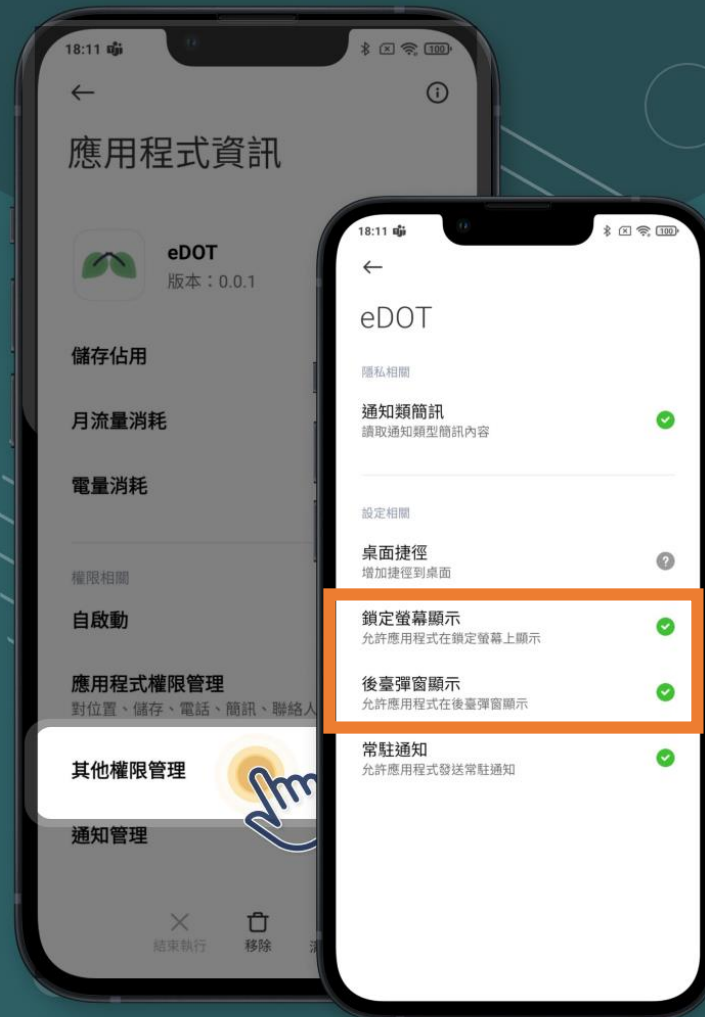 18:11
100
應用程式資訊
eDOT
版本：0.0.1
儲存佔用
月流量消耗
電量消耗
權限相關
自啟動
應用程式權限管理
對位置、儲存、電話、簡訊、聯絡人
其他權限管理
通知管理
結束執行
移除
18:11
100
eDOT
隱私相關
通知類簡訊
讀取通知類型簡訊內容
設定相關
桌面捷徑
增加捷徑到桌面
鎖定螢幕顯示
允許應用程式在鎖定螢幕上顯示
後臺彈窗顯示
允許應用程式在後臺彈窗顯示
常駐通知
允許應用程式發送常駐通知